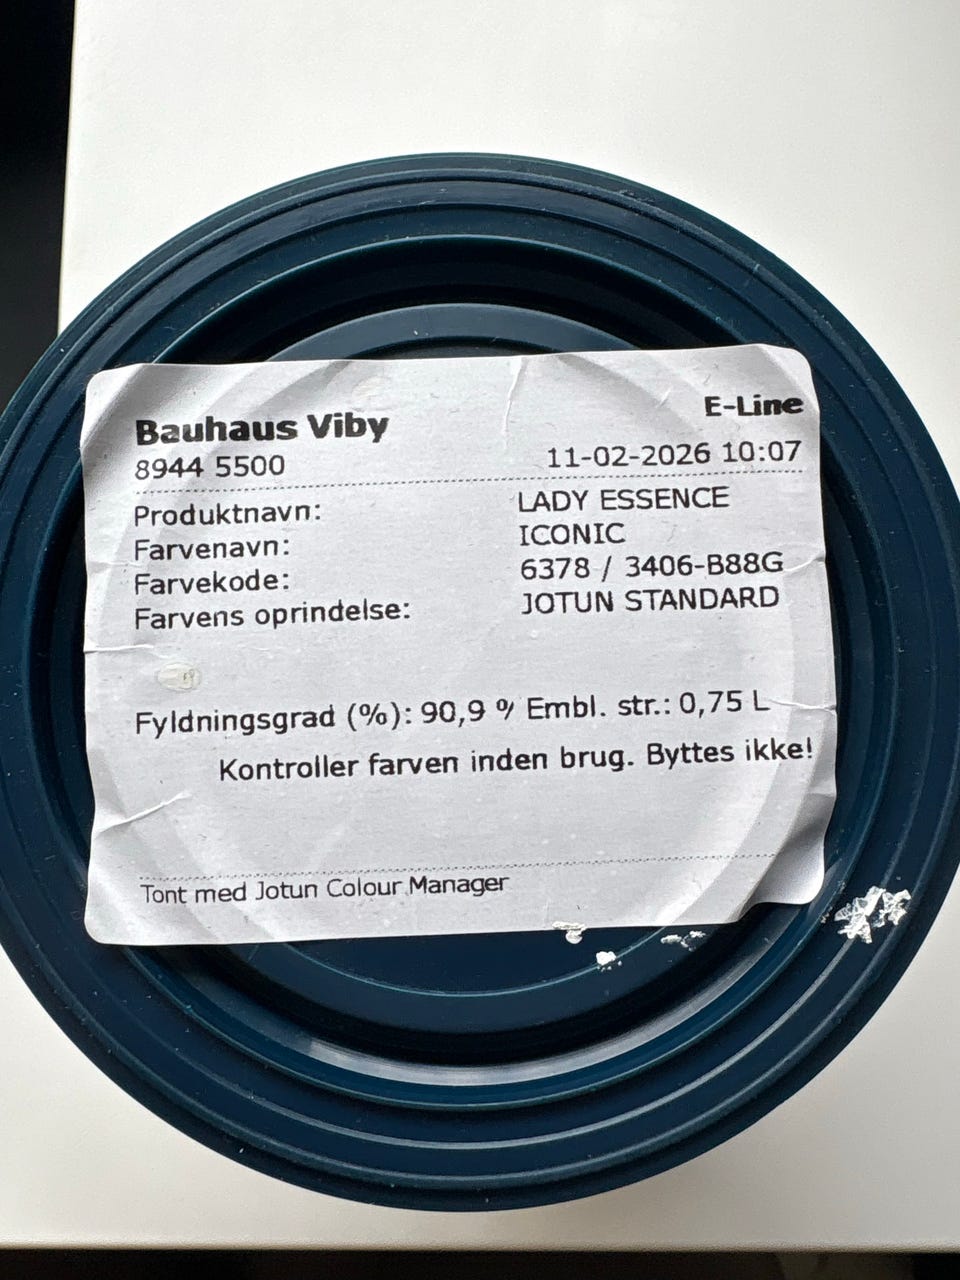 Bauhaus Viby
E-Line
8944 5500
11-02-2026 10:07
Produktnavn: LADY ESSENCE
Farvenavn: ICONIC
Farvekode: 6378 / 3406-B88G
Farvens oprindelse: JOTUN STANDARD
Fyldningsgrad (%): 90,9 % Embl. str.: 0,75 L
Kontroller farven inden brug. Byttes ikke!
Tont med Jotun Colour Manager